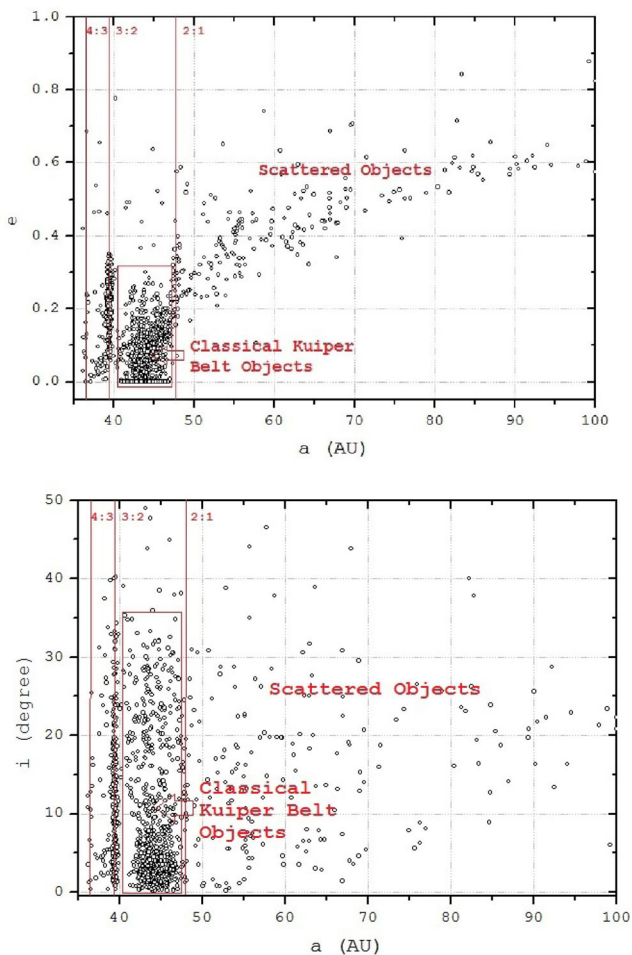 1.0
4:3 3:2 2:1
0.8
Scattered Objects
0.6
e
0.4
0.2
Classical Kuiper
Belt Objects
0.0
40 50 60 70 80 90 100
a (AU)
50
4:3 3:2 2:1
40
30
Scattered Objects
i (degree)
20
Classical
Kuiper Belt
Objects
10
0
40 50 60 70 80 90 100
a (AU)